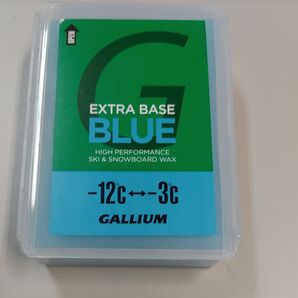 G
EXTRA BASE
BLUE
HIGH PERFORMANCE
SKI & SNOWBOARD WAX
-12c↔-3c
GALLIUM